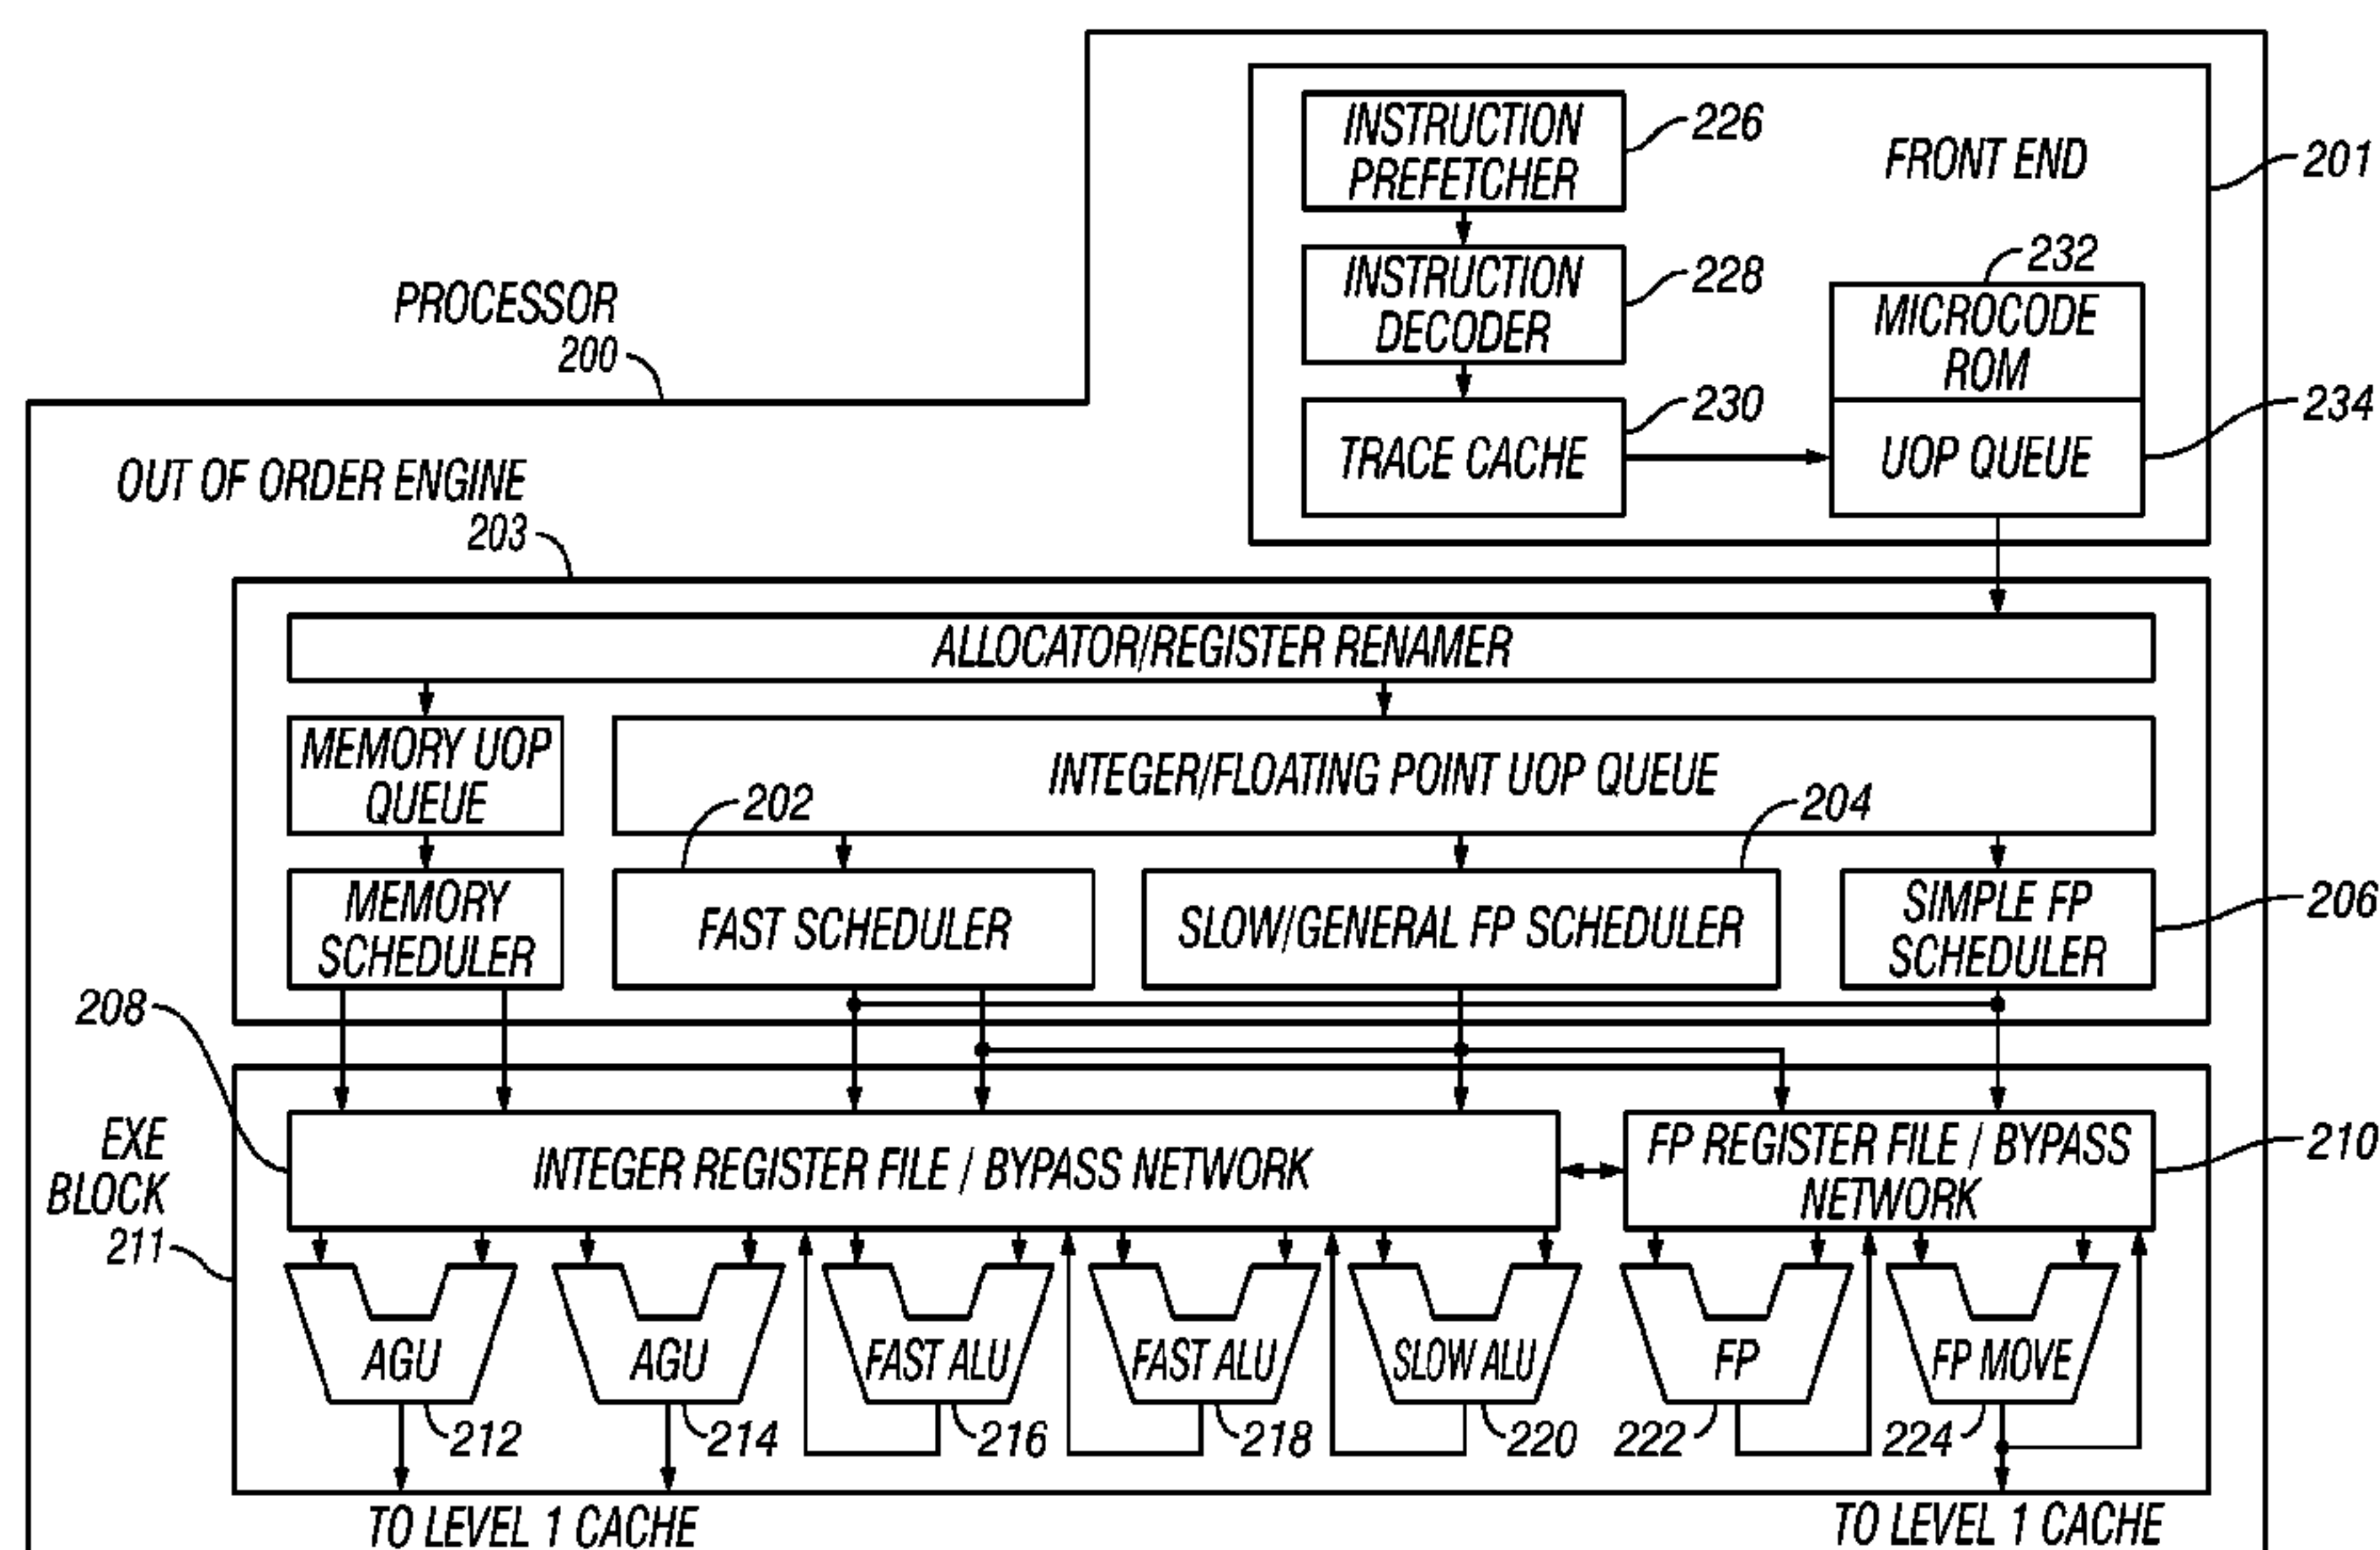 INSTRUCTION
PREFETCHER
226
FRONT END
201
INSTRUCTION
DECODER
228
232
MICROCODE
ROM
PROCESSOR
200
TRACE CACHE
230
UOP QUEUE
234
OUT OF ORDER ENGINE
203
ALLOCATOR/REGISTER RENAMER
MEMORY UOP
QUEUE
INTEGER/FLOATING POINT UOP QUEUE
202
204
MEMORY
SCHEDULER
FAST SCHEDULER
SLOW/GENERAL FP SCHEDULER
SIMPLE FP
SCHEDULER
206
208
EXE
BLOCK
211
INTEGER REGISTER FILE / BYPASS NETWORK
FP REGISTER FILE / BYPASS
NETWORK
210
AGU
AGU
FAST ALU
FAST ALU
SLOW ALU
FP
FP MOVE
212
214
216
218
220
222
224
TO LEVEL 1 CACHE
TO LEVEL 1 CACHE